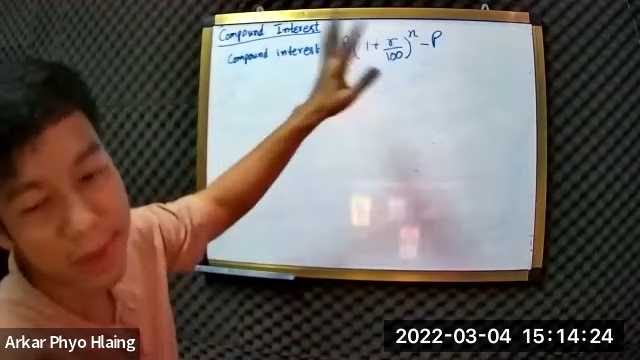 Compound Interest
Compound interest P(1 + r/100)^n - P
Arkar Phyo Hlaing
2022-03-04 15:14:24